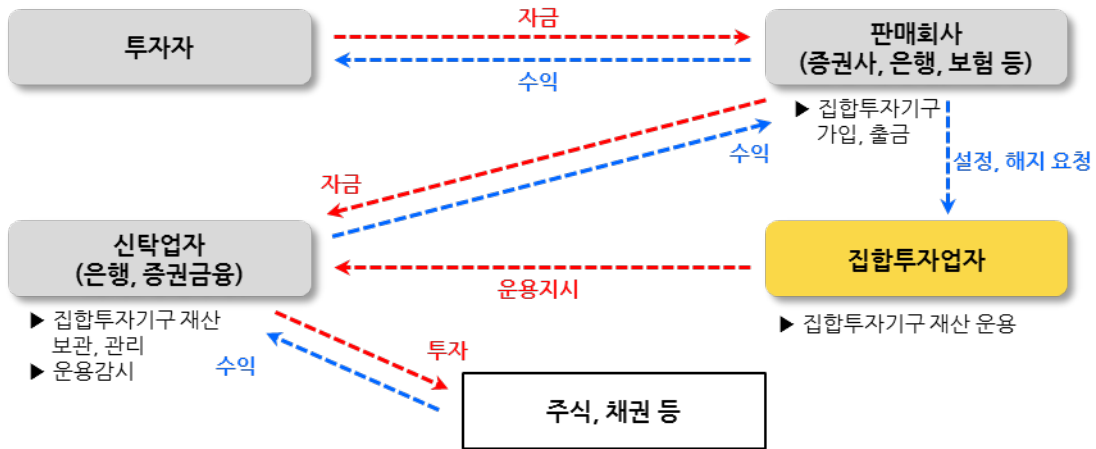 자금
투자자
판매회사
(증권사, 은행, 보험 등)
수익
▶ 집합투자기구
가입, 출금
수익
설정, 해지 요청
자금
신탁업자
(은행, 증권금융)
집합투자업자
운용지시
▶ 집합투자기구 재산
보관, 관리
▶ 운용감시
▶ 집합투자기구 재산 운용
투자
수익
주식, 채권 등